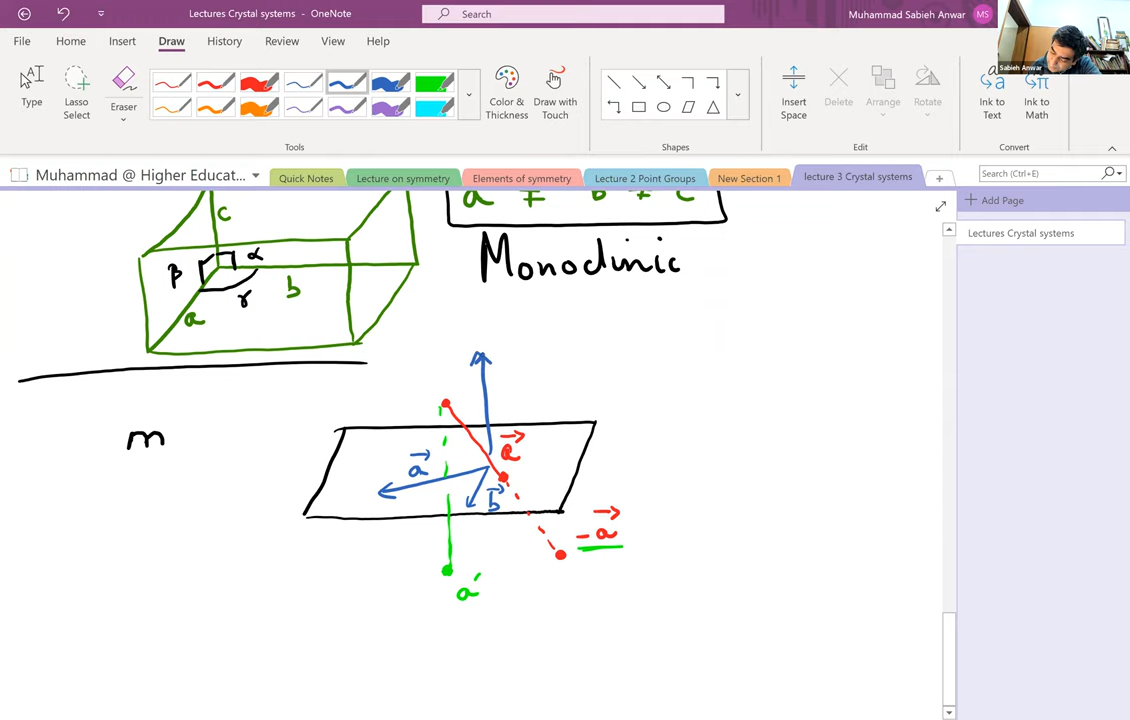 Lectures Crystal systems - OneNote
Search
Muhammad Sabieh Anwar
MS
File
Home
Insert
Draw
History
Review
View
Help
Sabieh Anwar
Type
Lasso Select
Eraser
Color & Thickness
Draw with Touch
Insert Space
Delete
Arrange
Rotate
Ink to Text
Ink to Math
Tools
Shapes
Edit
Convert
Muhammad @ Higher Educat...
Quick Notes
Lecture on symmetry
Elements of symmetry
Lecture 2 Point Groups
New Section 1
lecture 3 Crystal systems
Search (Ctrl+E)
Add Page
Lectures Crystal systems
a ≠ b ≠ c
c
α
β
γ
b
a
Monoclinic
m
a⃗
a⃗
b⃗
-a⃗
a'